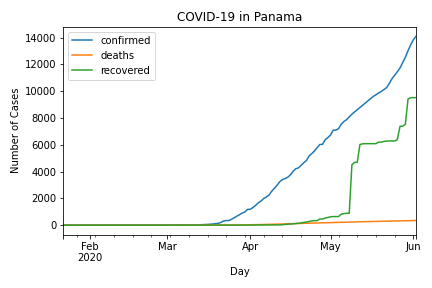 COVID-19 in Panama
confirmed
deaths
recovered
Number of Cases
14000
12000
10000
8000
6000
4000
2000
0
Feb
2020
Mar
Apr
May
Jun
Day